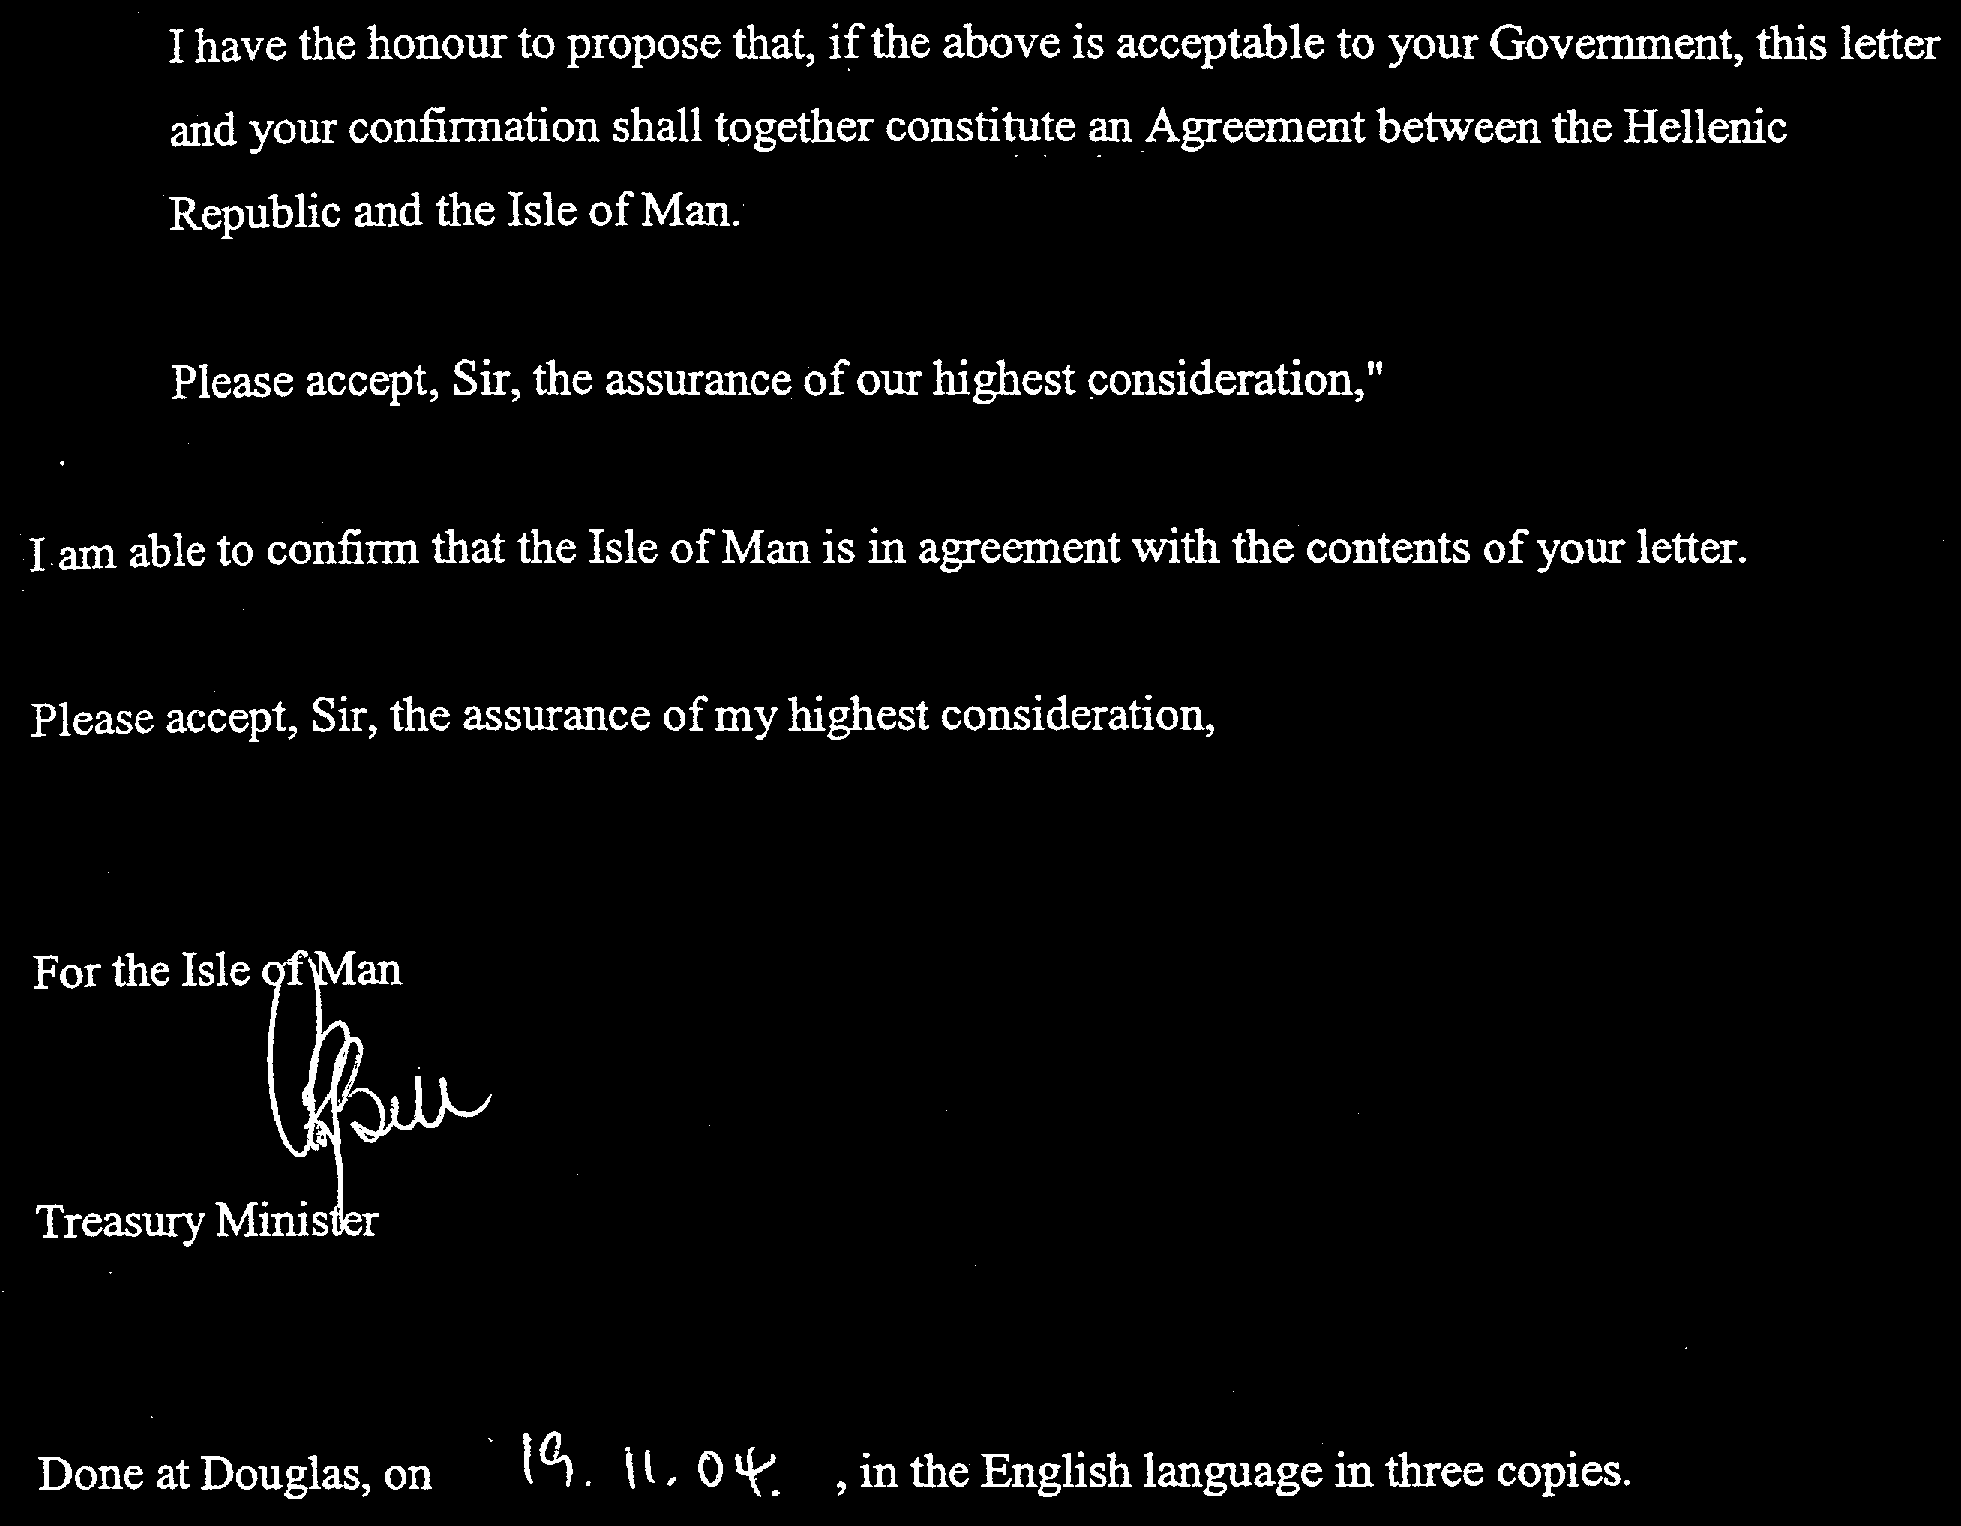 I have the honour to propose that, if the above is acceptable to your Government, this letter
and your confirmation shall together constitute an Agreement between the Hellenic
Republic and the Isle of Man.
Please accept, Sir, the assurance of our highest consideration,"
I am able to confirm that the Isle of Man is in agreement with the contents of your letter.
Please accept, Sir, the assurance of my highest consideration,
For the Isle of Man
Treasury Minister
Done at Douglas, on 19. 11. 04. , in the English language in three copies.